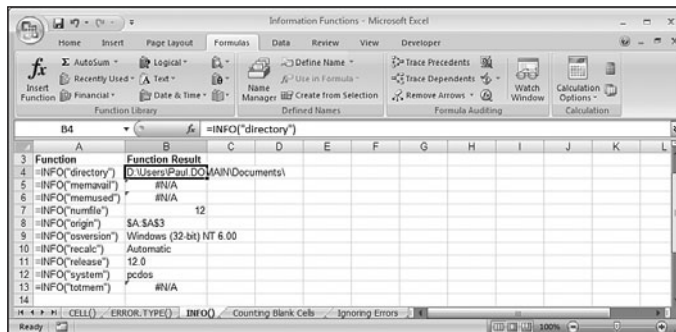 Information Functions - Microsoft Excel
Home Insert Page Layout Formulas Data Review View Developer
fx Insert Function
Σ AutoSum
Recently Used
Financial
Logical
Text
Date & Time
Function Library
Name Manager
Define Name
Use in Formula
Create from Selection
Defined Names
Trace Precedents
Trace Dependents
Remove Arrows
Watch Window
Formula Auditing
Calculation Options
Calculation
B4 fx =INFO("directory")
A B C D E F G H I J K L
3 Function Function Result
4 =INFO("directory") D:\Users\Paul.DOMAIN\Documents\
5 =INFO("memavail") #N/A
6 =INFO("memused") #N/A
7 =INFO("numfile") 12
8 =INFO("origin") $A:$A$3
9 =INFO("osversion") Windows (32-bit) NT 6.00
10 =INFO("recalc") Automatic
11 =INFO("release") 12.0
12 =INFO("system") pcdos
13 =INFO("totmem") #N/A
14
CELL() ERROR.TYPE() INFO() Counting Blank Cells Ignoring Errors
Ready 100%